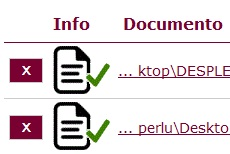 Info Documento
X ... ktop\DESPLE
X ... perlu\Deskto